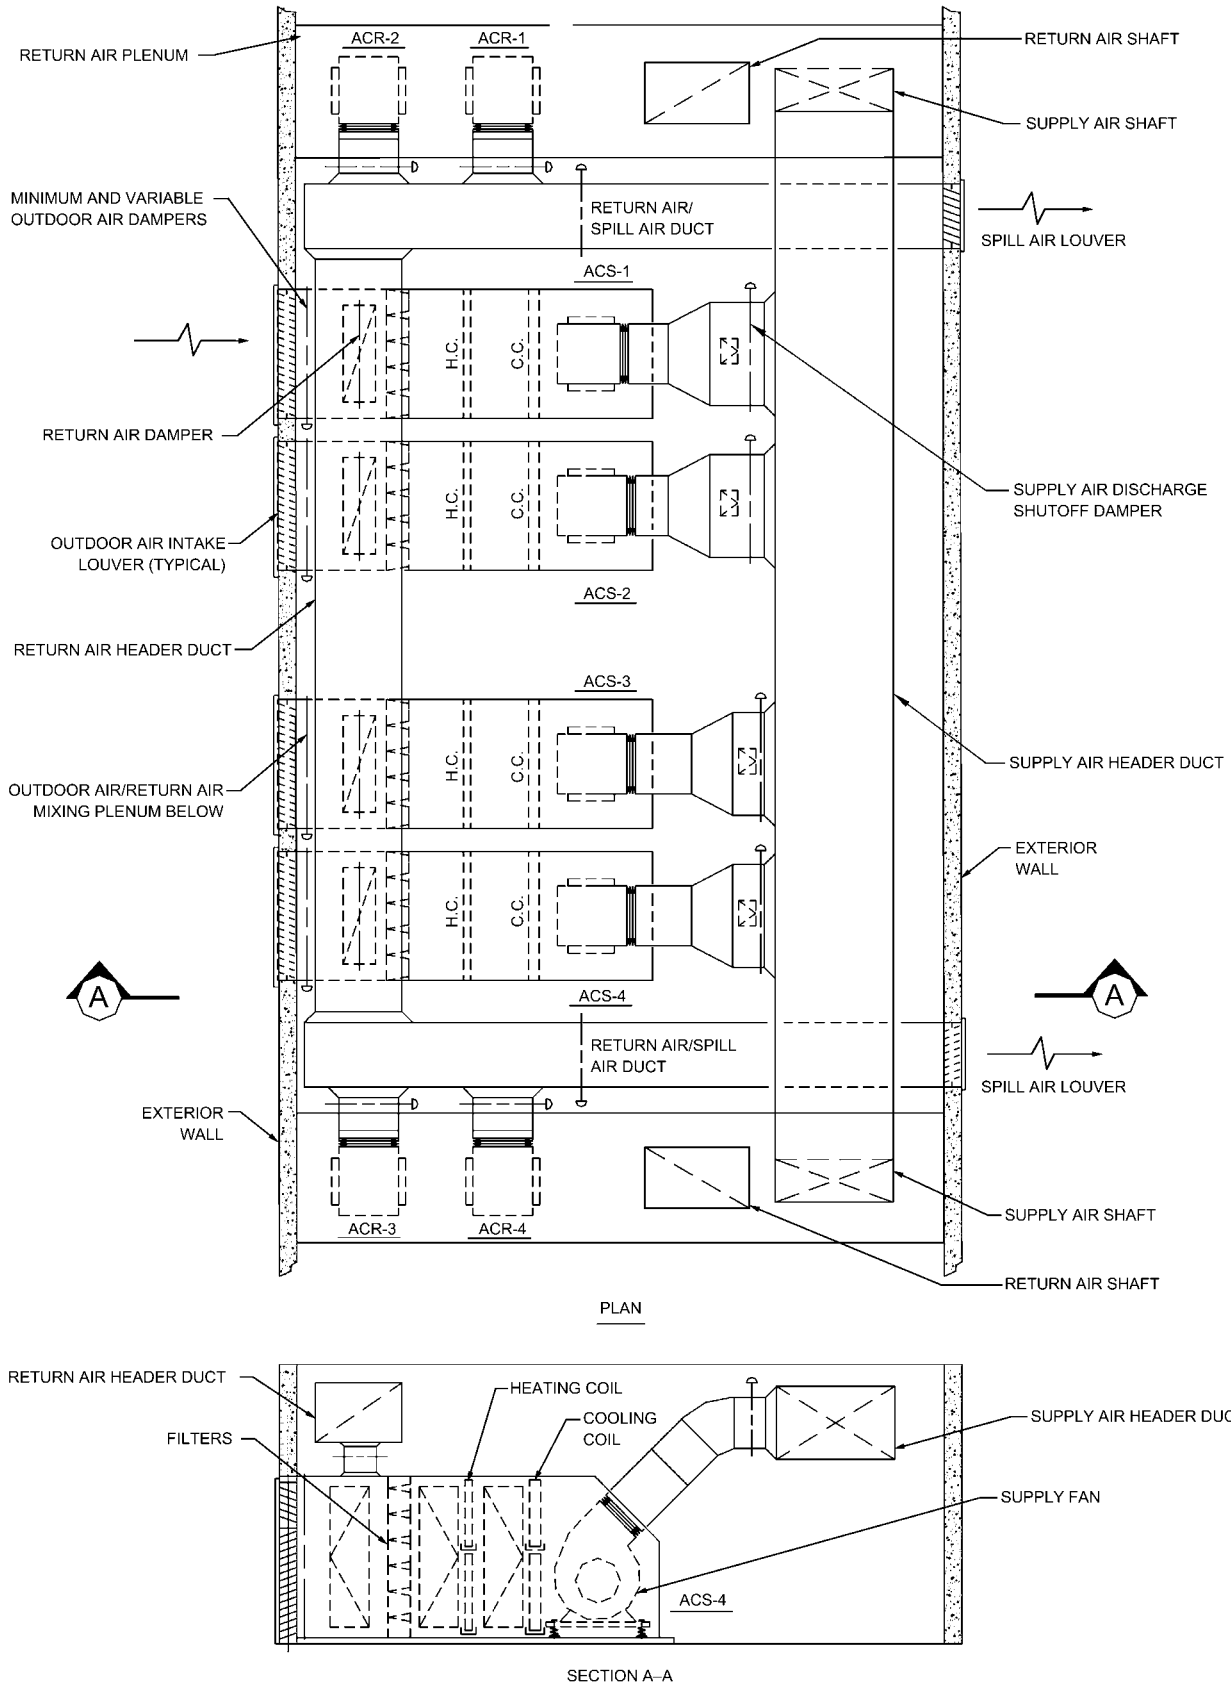 ACR-2
ACR-1
RETURN AIR SHAFT
RETURN AIR PLENUM
SUPPLY AIR SHAFT
MINIMUM AND VARIABLE
OUTDOOR AIR DAMPERS
RETURN AIR/
SPILL AIR DUCT
SPILL AIR LOUVER
ACS-1
H.C.
C.C.
RETURN AIR DAMPER
H.C.
C.C.
SUPPLY AIR DISCHARGE
SHUTOFF DAMPER
OUTDOOR AIR INTAKE
LOUVER (TYPICAL)
ACS-2
RETURN AIR HEADER DUCT
ACS-3
H.C.
C.C.
SUPPLY AIR HEADER DUCT
OUTDOOR AIR/RETURN AIR
MIXING PLENUM BELOW
EXTERIOR
WALL
H.C.
C.C.
A
A
ACS-4
RETURN AIR/SPILL
AIR DUCT
SPILL AIR LOUVER
EXTERIOR
WALL
ACR-3
ACR-4
SUPPLY AIR SHAFT
RETURN AIR SHAFT
PLAN
RETURN AIR HEADER DUCT
HEATING COIL
COOLING
COIL
SUPPLY AIR HEADER DUC
FILTERS
SUPPLY FAN
ACS-4
SECTION A–A